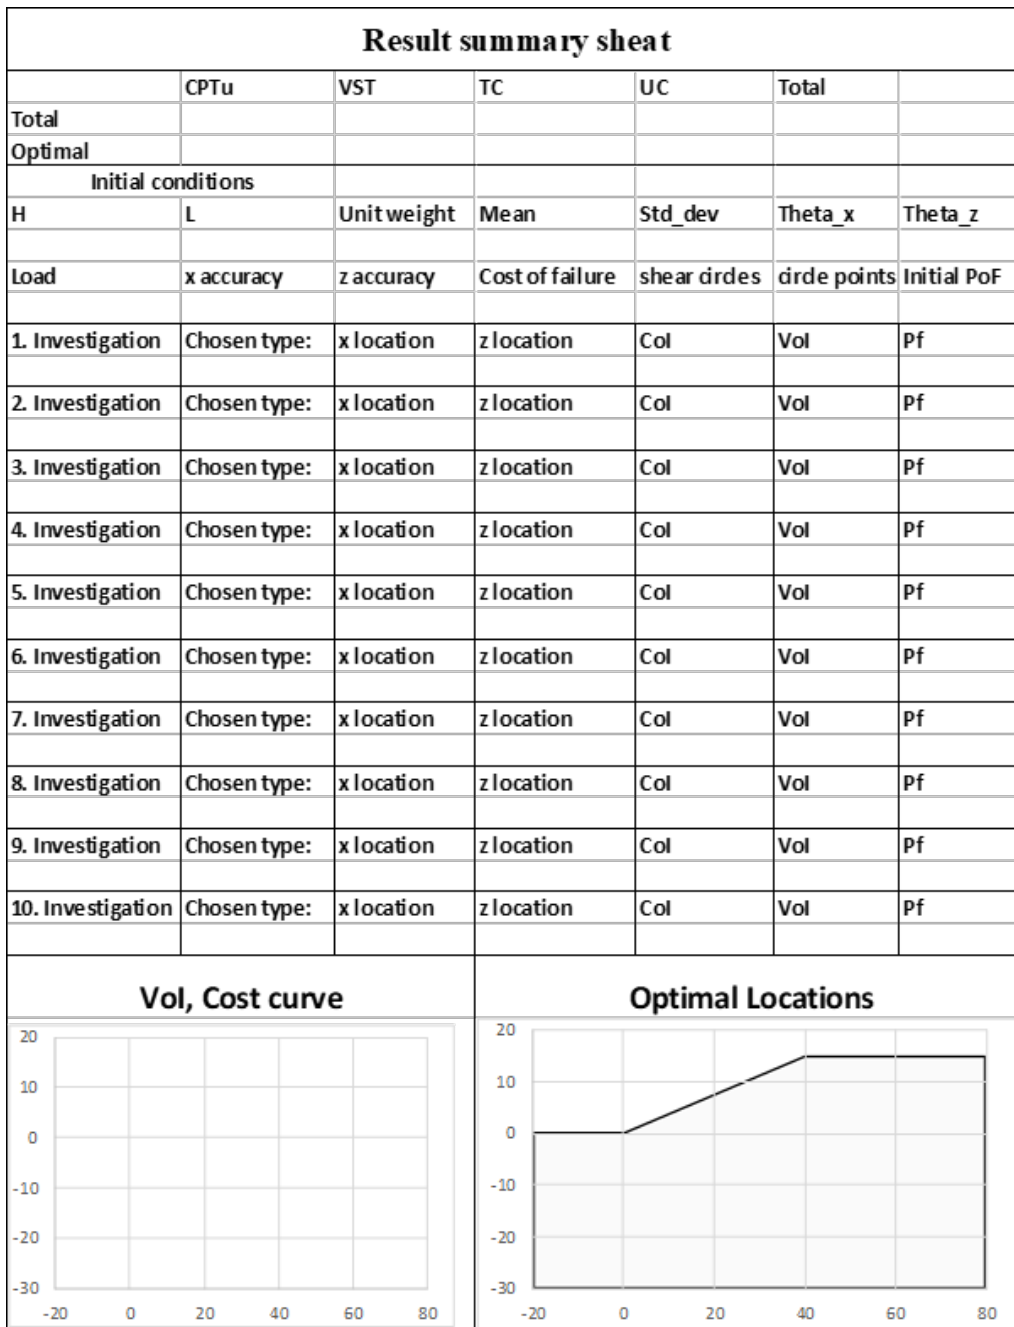 Result summary sheat
CPTu VST TC UC Total
Total
Optimal
Initial conditions
H L Unit weight Mean Std_dev Theta_x Theta_z
Load x accuracy z accuracy Cost of failure shear circles circle points Initial PoF
1. Investigation Chosen type: x location z location CoI VoI Pf
2. Investigation Chosen type: x location z location CoI VoI Pf
3. Investigation Chosen type: x location z location CoI VoI Pf
4. Investigation Chosen type: x location z location CoI VoI Pf
5. Investigation Chosen type: x location z location CoI VoI Pf
6. Investigation Chosen type: x location z location CoI VoI Pf
7. Investigation Chosen type: x location z location CoI VoI Pf
8. Investigation Chosen type: x location z location CoI VoI Pf
9. Investigation Chosen type: x location z location CoI VoI Pf
10. Investigation Chosen type: x location z location CoI VoI Pf
VoI, Cost curve
20
10
0
-10
-20
-30
-20 0 20 40 60 80
Optimal Locations
20
10
0
-10
-20
-30
-20 0 20 40 60 80